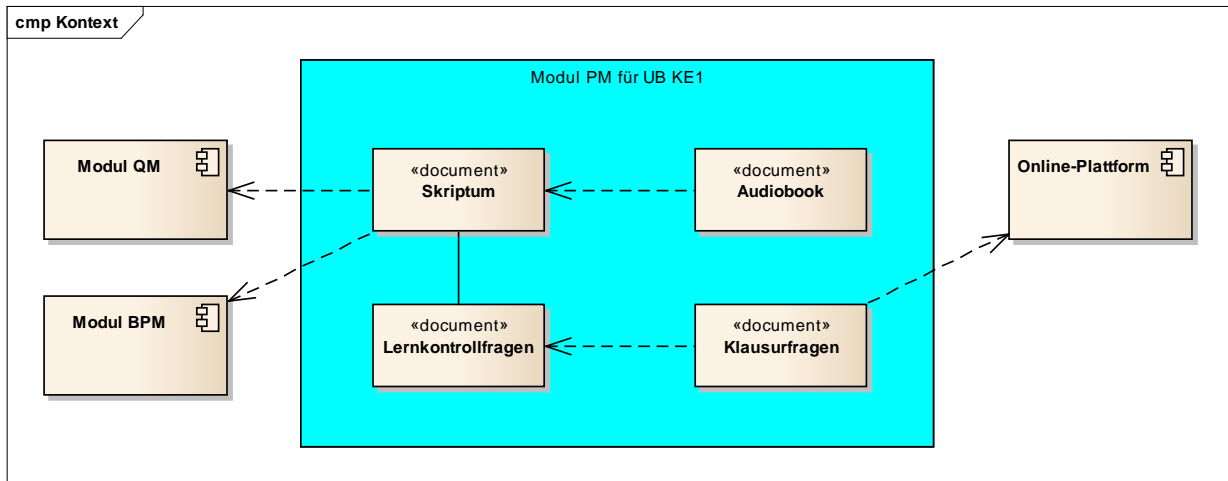 cmp Kontext
Modul PM für UB KE1
Modul QM
«document»
Skriptum
«document»
Audiobook
Online-Plattform
Modul BPM
«document»
Lernkontrollfragen
«document»
Klausurfragen